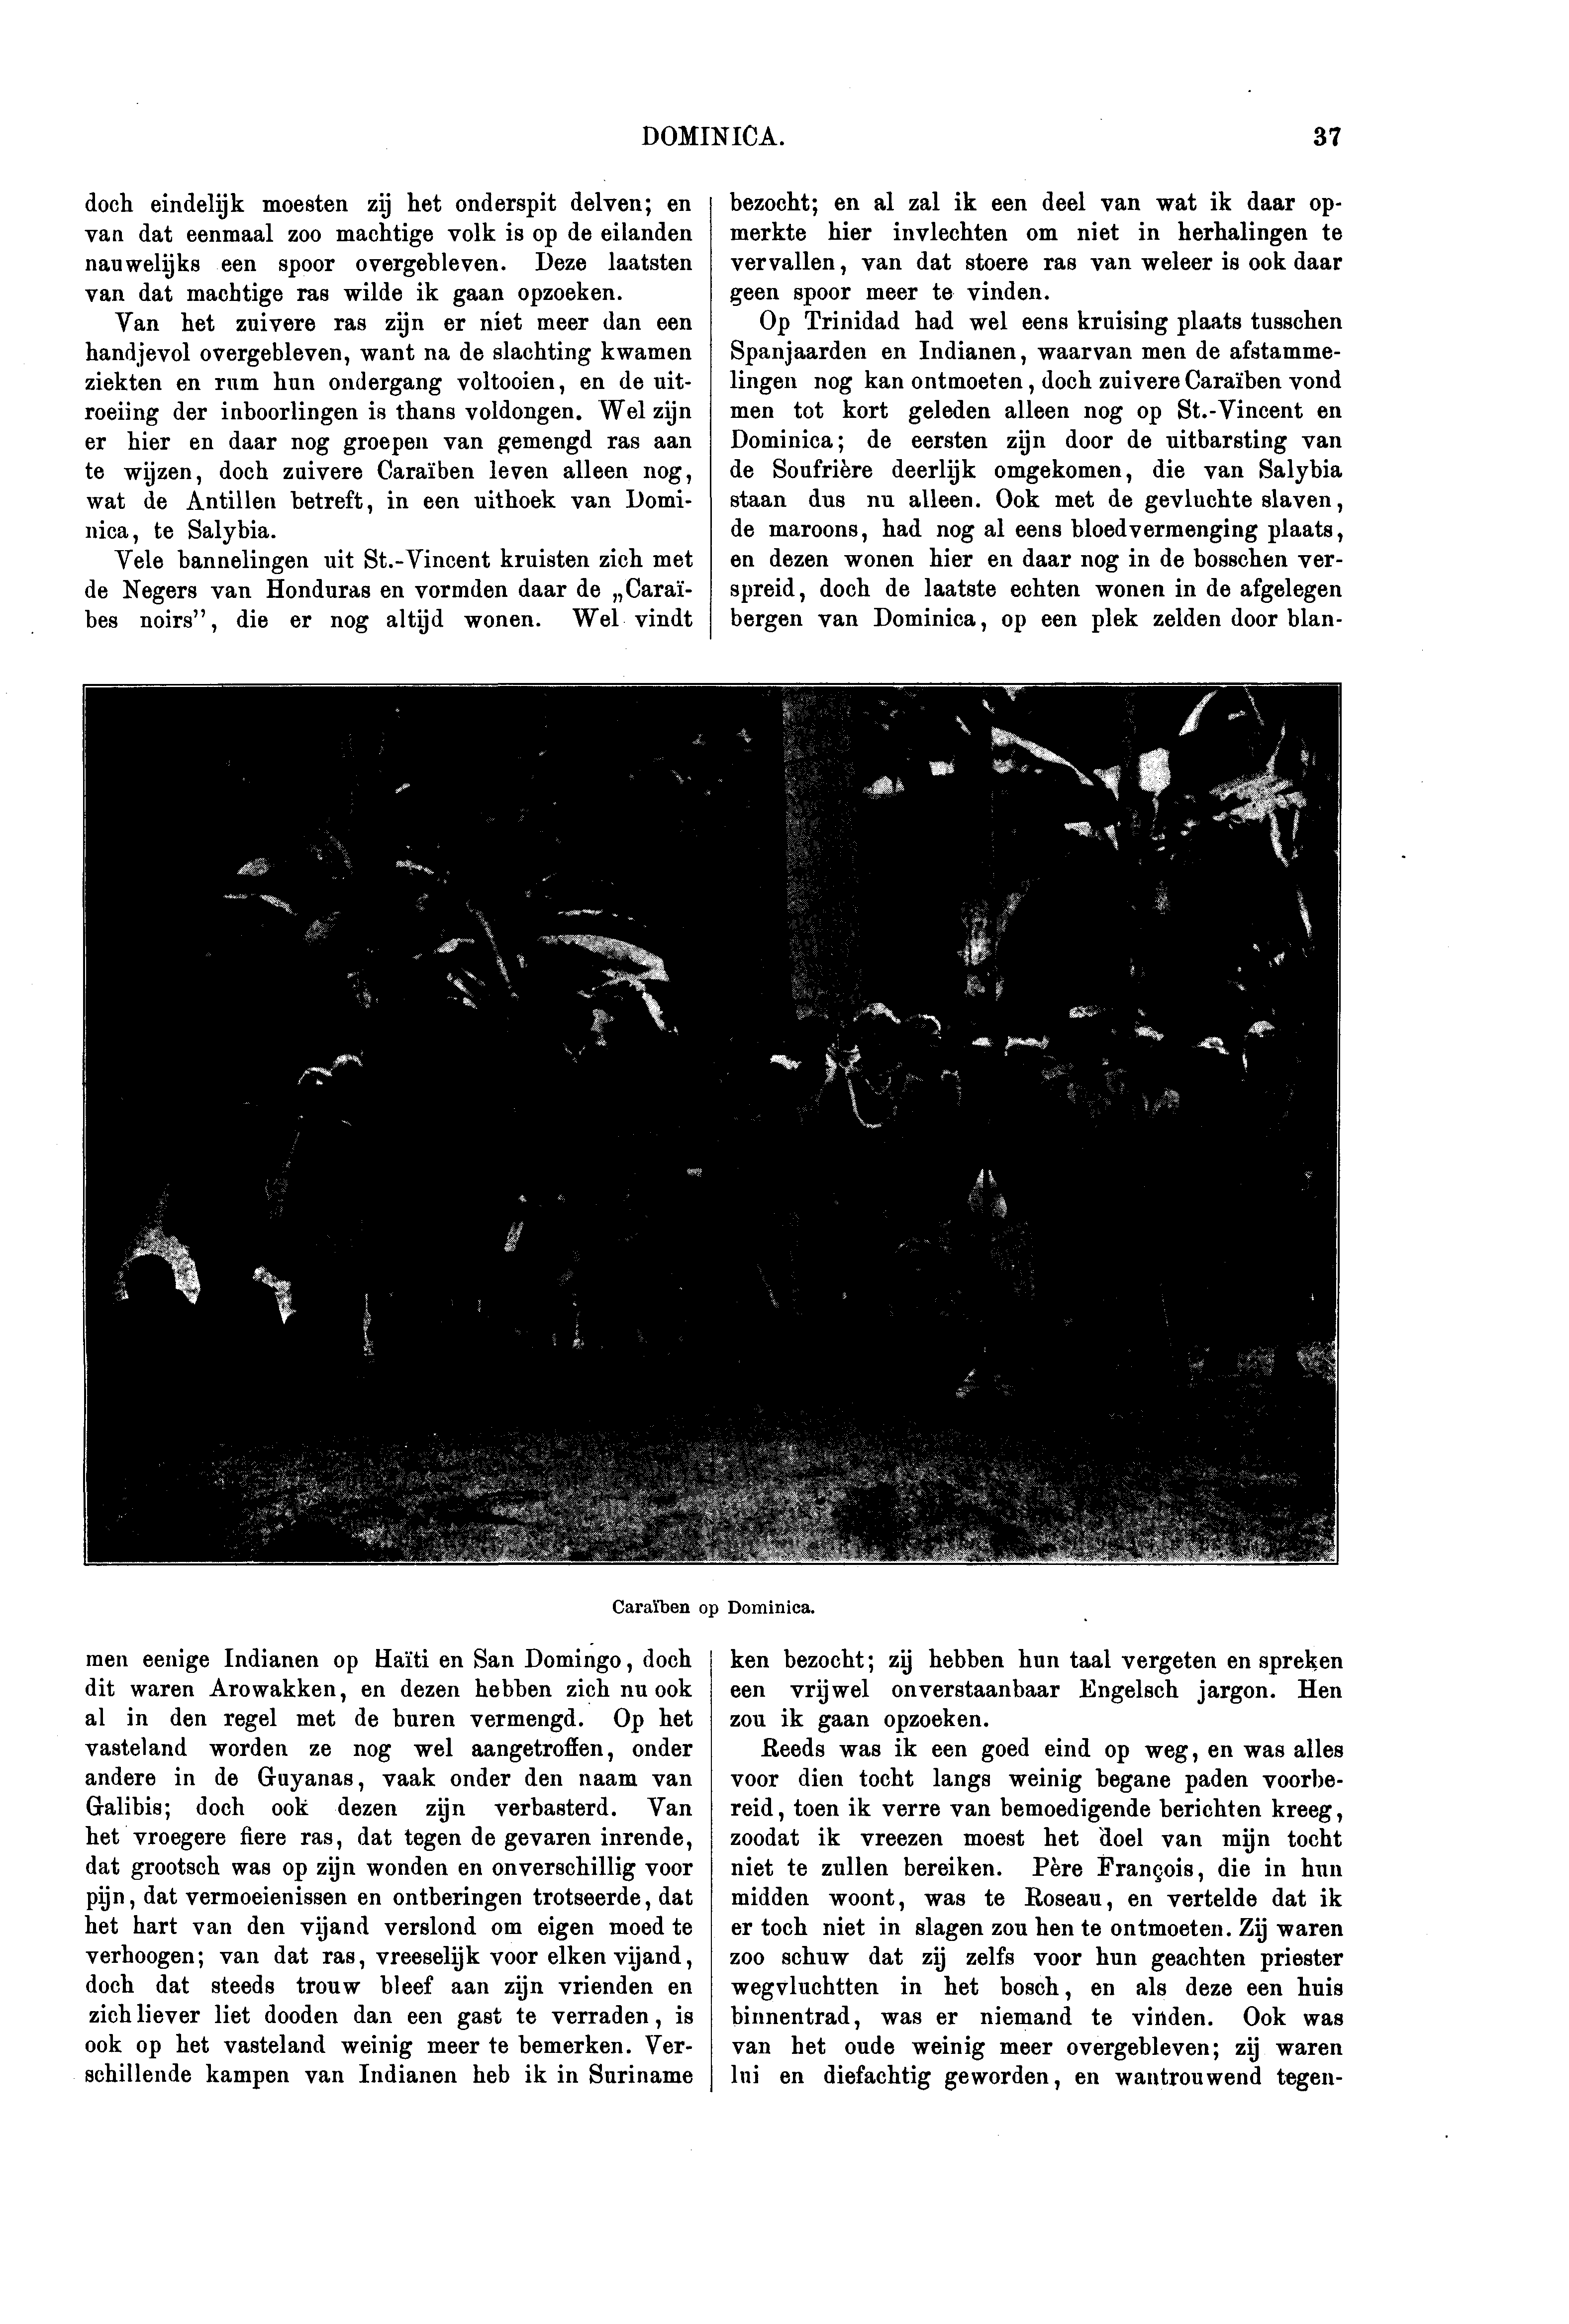 DOMINICA. 37
doch eindelijk moesten zij het onderspit delven; en
van dat eenmaal zoo machtige volk is op de eilanden
nauwelijks een spoor overgebleven. Deze laatsten
van dat machtige ras wilde ik gaan opzoeken.
Van het zuivere ras zijn er niet meer dan een
handjevol overgebleven, want na de slachting kwamen
ziekten en rum hun ondergang voltooien, en de uit-
roeiing der inboorlingen is thans voldongen. Wel zijn
er hier en daar nog groepen van gemengd ras aan
te wijzen, doch zuivere Caraïben leven alleen nog,
wat de Antillen betreft, in een uithoek van Domi-
nica, te Salybia.
Vele bannelingen uit St.-Vincent kruisten zich met
de Negers van Honduras en vormden daar de „Caraï-
bes noirs”, die er nog altijd wonen. Wel vindt
men eenige Indianen op Haïti en San Domingo, doch
dit waren Arowakken, en dezen hebben zich nu ook
al in den regel met de buren vermengd. Op het
vasteland worden ze nog wel aangetroffen, onder
andere in de Guyanas, vaak onder den naam van
Galibis; doch ook dezen zijn verbasterd. Van
het vroegere fiere ras, dat tegen de gevaren inrende,
dat grootsch was op zijn wonden en onverschillig voor
pijn, dat vermoeienissen en ontberingen trotseerde, dat
het hart van den vijand verslond om eigen moed te
verhoogen; van dat ras, vreeselijk voor elken vijand,
doch dat steeds trouw bleef aan zijn vrienden en
zich liever liet dooden dan een gast te verraden, is
ook op het vasteland weinig meer te bemerken. Ver-
schillende kampen van Indianen heb ik in Suriname
bezocht; en al zal ik een deel van wat ik daar op-
merkte hier invlechten om niet in herhalingen te
vervallen, van dat stoere ras van weleer is ook daar
geen spoor meer te vinden.
Op Trinidad had wel eens kruising plaats tusschen
Spanjaarden en Indianen, waarvan men de afstamme-
lingen nog kan ontmoeten, doch zuivere Caraïben vond
men tot kort geleden alleen nog op St.-Vincent en
Dominica; de eersten zijn door de uitbarsting van
de Soufrière deerlijk omgekomen, die van Salybia
staan dus nu alleen. Ook met de gevluchte slaven,
de maroons, had nog al eens bloedvermenging plaats,
en dezen wonen hier en daar nog in de bosschen ver-
spreid, doch de laatste echten wonen in de afgelegen
bergen van Dominica, op een plek zelden door blan-
ken bezocht; zij hebben hun taal vergeten en spreken
een vrijwel onverstaanbaar Engelsch jargon. Hen
zou ik gaan opzoeken.
Reeds was ik een goed eind op weg, en was alles
voor dien tocht langs weinig begane paden voorbe-
reid, toen ik verre van bemoedigende berichten kreeg,
zoodat ik vreezen moest het doel van mijn tocht
niet te zullen bereiken. Père François, die in hun
midden woont, was te Roseau, en vertelde dat ik
er toch niet in slagen zou hen te ontmoeten. Zij waren
zoo schuw dat zij zelfs voor hun geachten priester
wegvluchtten in het bosch, en als deze een huis
binnentrad, was er niemand te vinden. Ook was
van het oude weinig meer overgebleven; zij waren
lui en diefachtig geworden, en wantrouwend tegen-
Caraïben op Dominica.